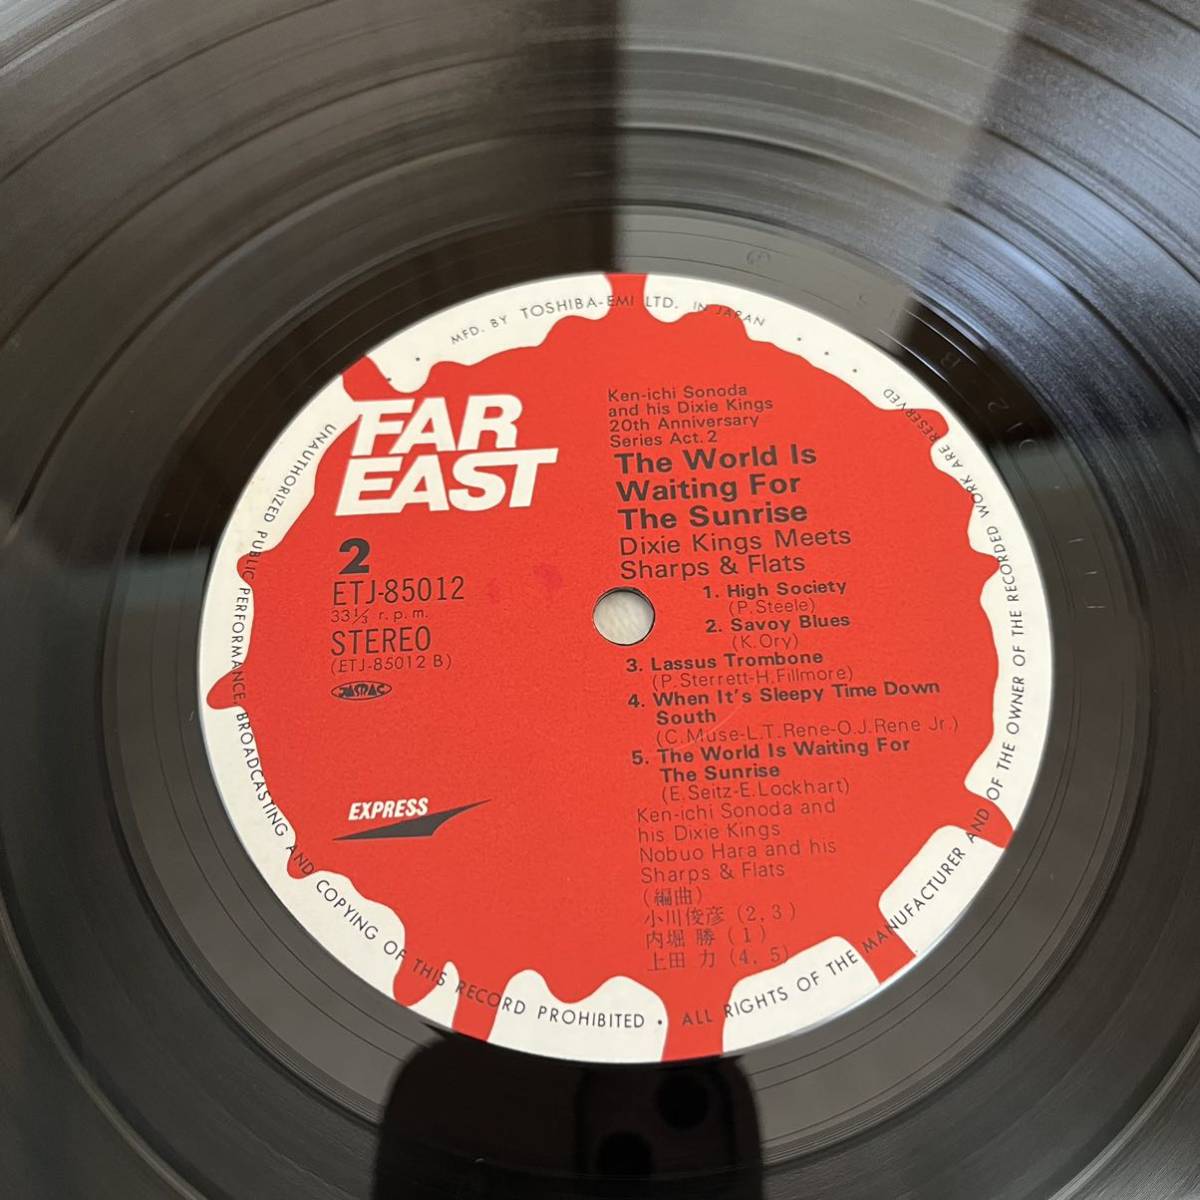 MFD. BY TOSHIBA-EMI LTD. IN JAPAN
FAR
EAST
2
ETJ-85012
33⅓ r.p.m.
STEREO
(ETJ-85012 B)
JASRAC
EXPRESS
Ken-ichi Sonoda
and his Dixie Kings
20th Anniversary
Series Act. 2
The World Is
Waiting For
The Sunrise
Dixie Kings Meets
Sharps & Flats
1. High Society
(P.Steele)
2. Savoy Blues
(K.Ory)
3. Lassus Trombone
(P.Sterrett-H.Fillmore)
4. When It's Sleepy Time Down
South
(C.Muse-L.T.Rene-O.J.Rene Jr.)
5. The World Is Waiting For
The Sunrise
(E.Seitz-E.Lockhart)
Ken-ichi Sonoda and
his Dixie Kings
Nobuo Hara and his
Sharps & Flats
(編曲)
小川俊彦 (2, 3)
内堀 勝 (1)
上田 力 (4, 5)
UNAUTHORIZED PUBLIC PERFORMANCE BROADCASTING AND COPYING OF THIS RECORD PROHIBITED • ALL RIGHTS OF THE MANUFACTURER AND OF THE OWNER OF THE RECORDED WORK ARE RESERVED